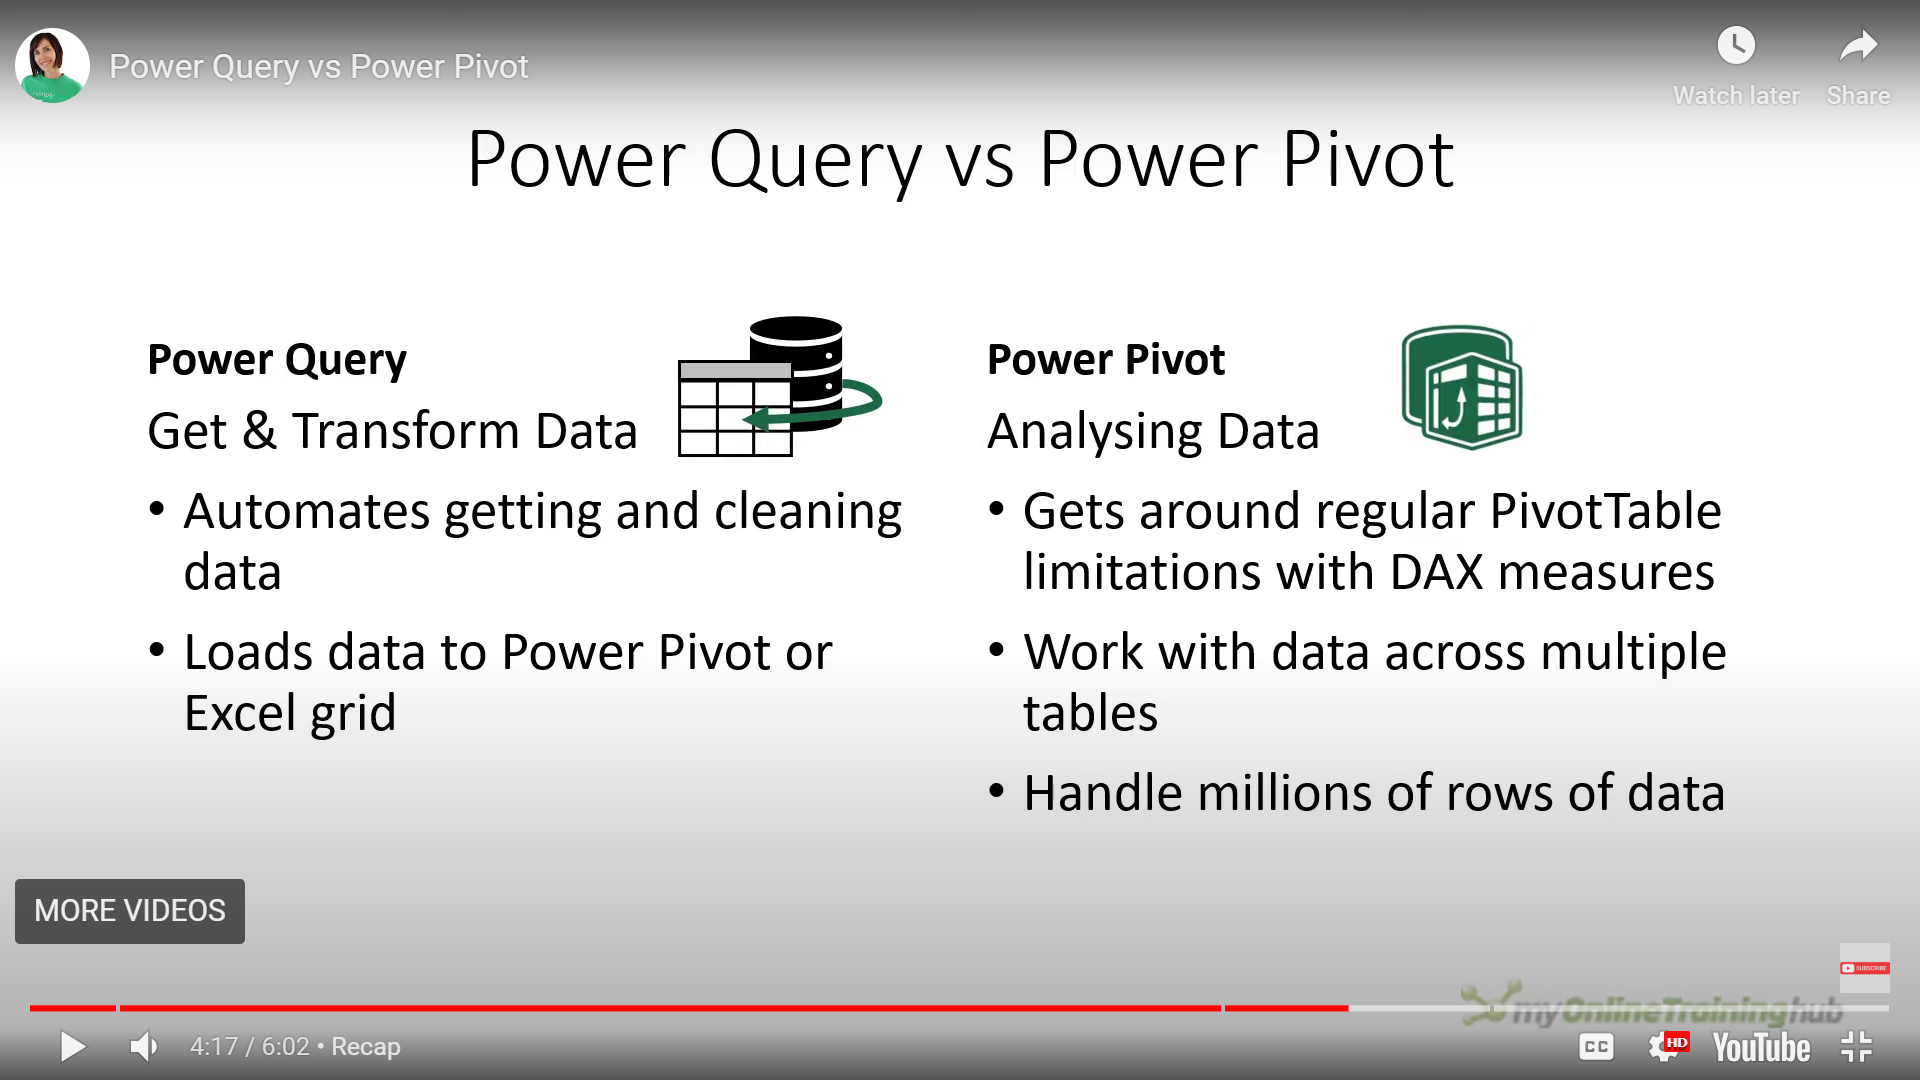 Power Query vs Power Pivot
Watch later
Share
Power Query vs Power Pivot
Power Query
Get & Transform Data
• Automates getting and cleaning
data
• Loads data to Power Pivot or
Excel grid
Power Pivot
Analysing Data
• Gets around regular PivotTable
limitations with DAX measures
• Work with data across multiple
tables
• Handle millions of rows of data
MORE VIDEOS
SUBSCRIBE
myOnlineTraininghub
4:17 / 6:02 • Recap
CC
HD
YouTube